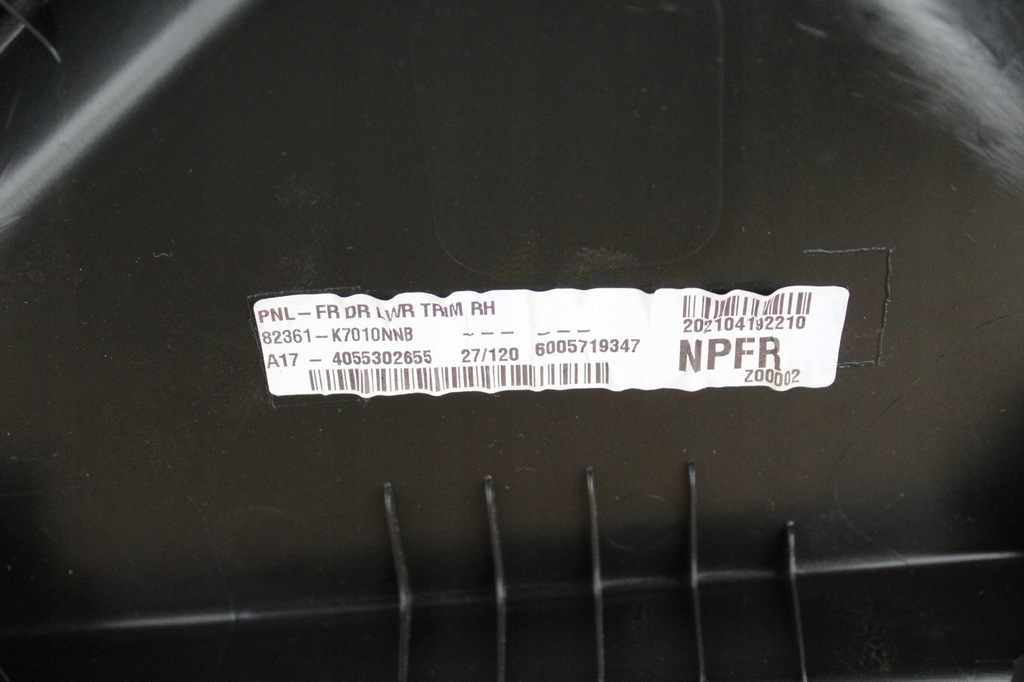 PNL-FR DR LWR TRIM RH
82361-K7010NNB --- ---
A17 - 4055302655 27/120 6005719347
202104192210
NPFR
Z00002